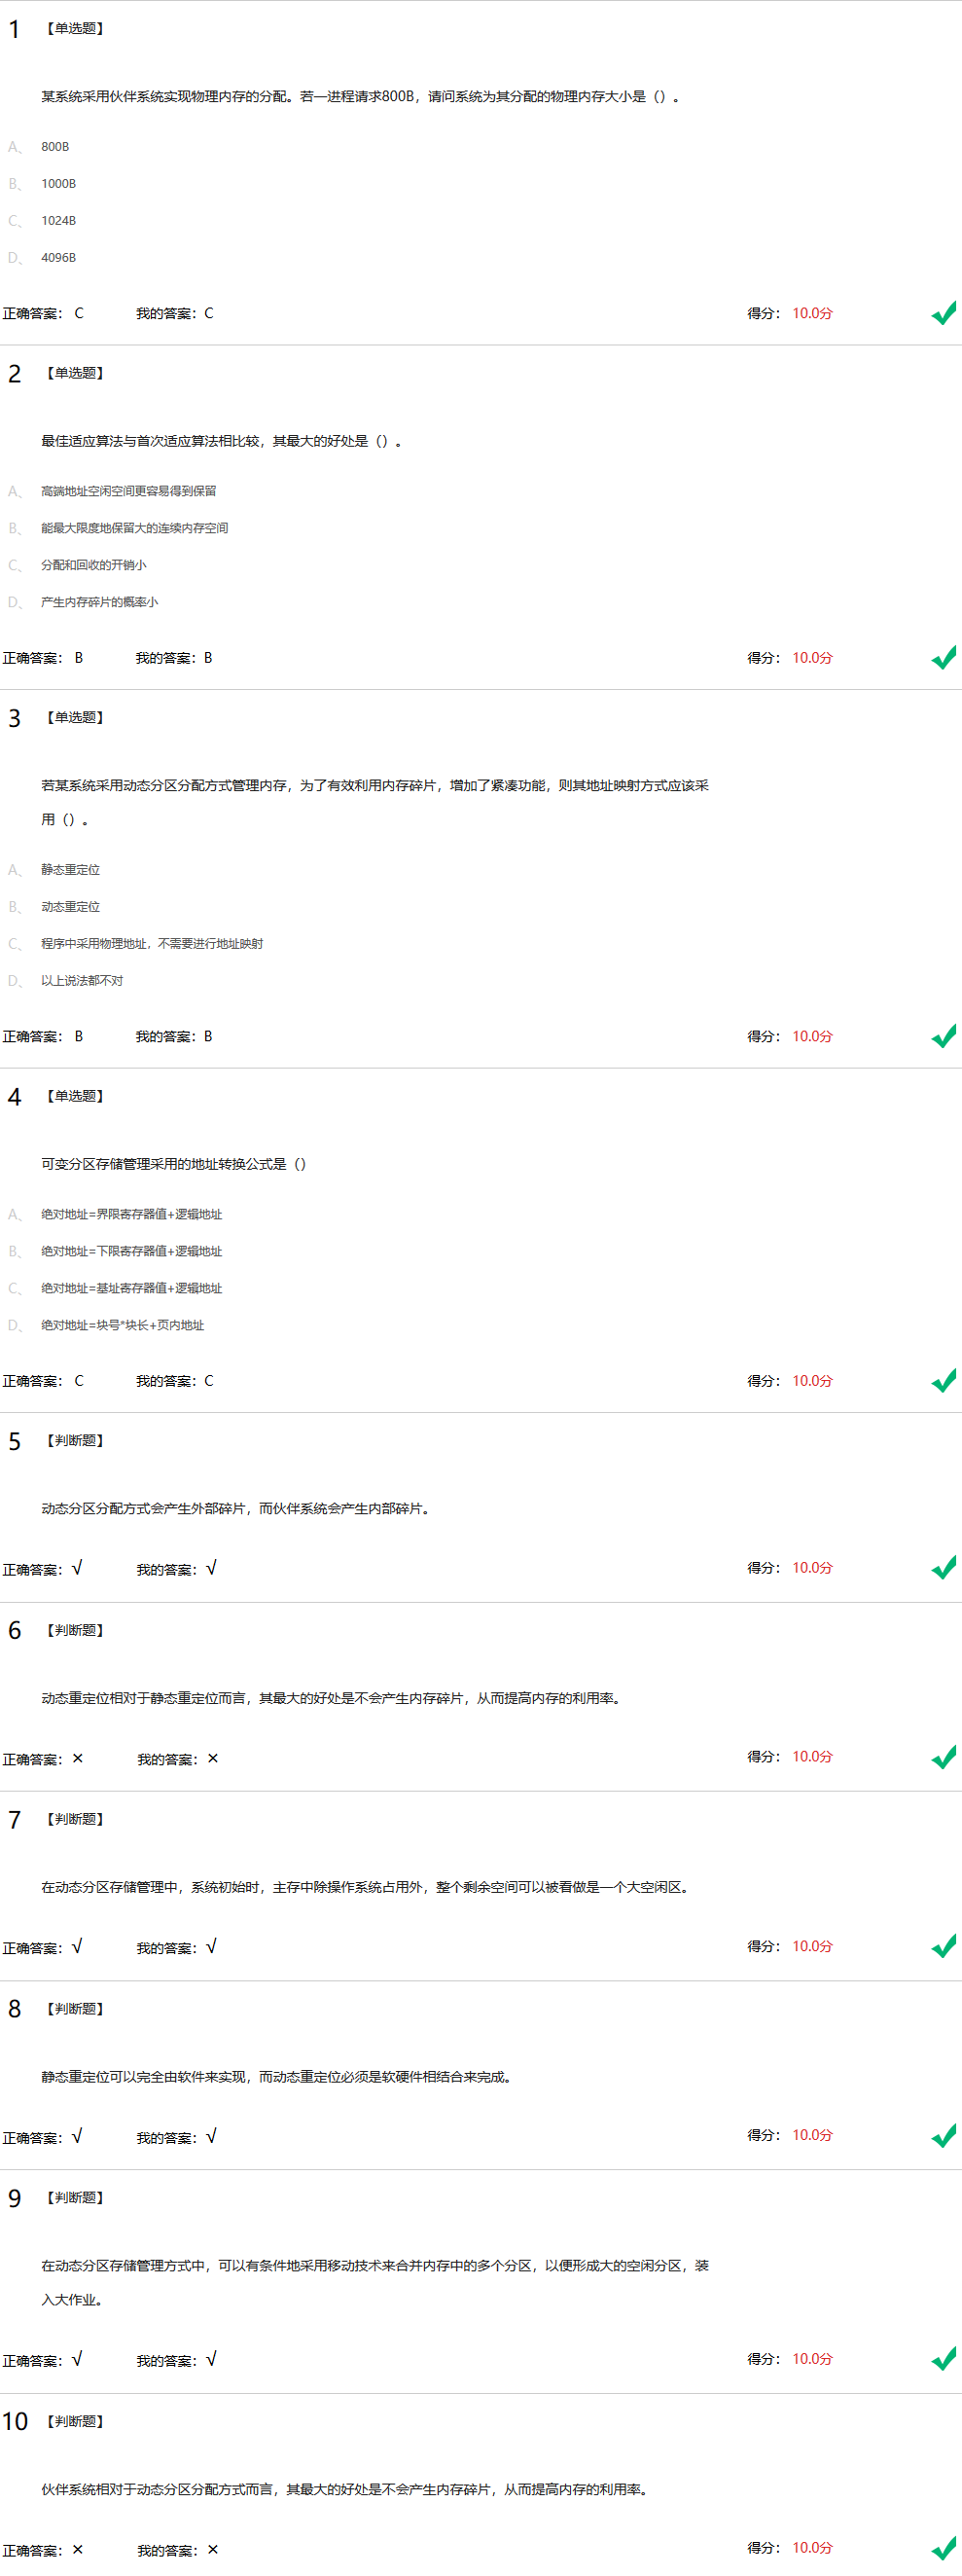 1 【单选题】
某系统采用伙伴系统实现物理内存的分配。若一进程请求800B，请问系统为其分配的物理内存大小是（）。
A、 800B
B、 1000B
C、 1024B
D、 4096B
正确答案： C 我的答案：C 得分： 10.0分
2 【单选题】
最佳适应算法与首次适应算法相比较，其最大的好处是（）。
A、 高端地址空闲空间更容易得到保留
B、 能最大限度地保留大的连续内存空间
C、 分配和回收的开销小
D、 产生内存碎片的概率小
正确答案： B 我的答案：B 得分： 10.0分
3 【单选题】
若某系统采用动态分区分配方式管理内存，为了有效利用内存碎片，增加了紧凑功能，则其地址映射方式应该采
用（）。
A、 静态重定位
B、 动态重定位
C、 程序中采用物理地址，不需要进行地址映射
D、 以上说法都不对
正确答案： B 我的答案：B 得分： 10.0分
4 【单选题】
可变分区存储管理采用的地址转换公式是（）
A、 绝对地址=界限寄存器值+逻辑地址
B、 绝对地址=下限寄存器值+逻辑地址
C、 绝对地址=基址寄存器值+逻辑地址
D、 绝对地址=块号*块长+页内地址
正确答案： C 我的答案：C 得分： 10.0分
5 【判断题】
动态分区分配方式会产生外部碎片，而伙伴系统会产生内部碎片。
正确答案：√ 我的答案：√ 得分： 10.0分
6 【判断题】
动态重定位相对于静态重定位而言，其最大的好处是不会产生内存碎片，从而提高内存的利用率。
正确答案：× 我的答案：× 得分： 10.0分
7 【判断题】
在动态分区存储管理中，系统初始时，主存中除操作系统占用外，整个剩余空间可以被看做是一个大空闲区。
正确答案：√ 我的答案：√ 得分： 10.0分
8 【判断题】
静态重定位可以完全由软件来实现，而动态重定位必须是软硬件相结合来完成。
正确答案：√ 我的答案：√ 得分： 10.0分
9 【判断题】
在动态分区存储管理方式中，可以有条件地采用移动技术来合并内存中的多个分区，以便形成大的空闲分区，装
入大作业。
正确答案：√ 我的答案：√ 得分： 10.0分
10 【判断题】
伙伴系统相对于动态分区分配方式而言，其最大的好处是不会产生内存碎片，从而提高内存的利用率。
正确答案：× 我的答案：× 得分： 10.0分